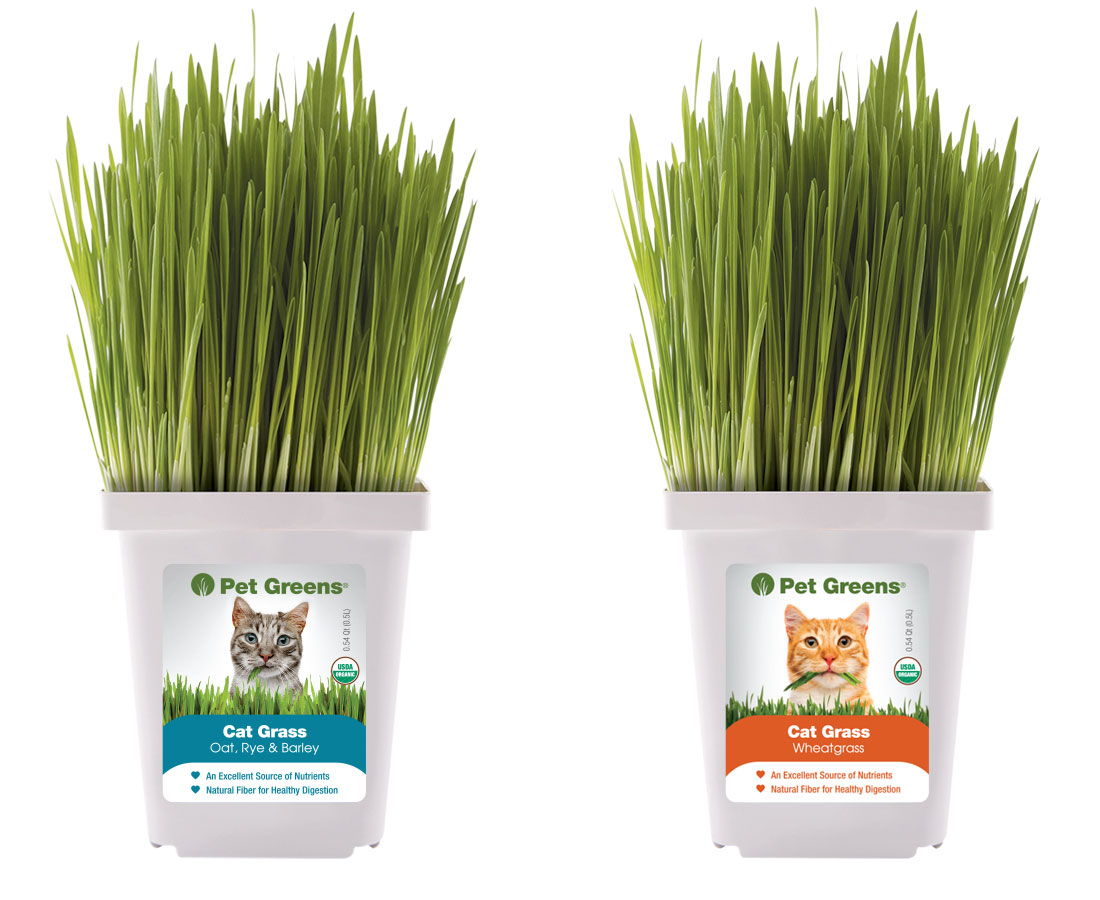 Pet Greens®
0.54 Qt (0.5L)
USDA
ORGANIC
Cat Grass
Oat, Rye & Barley
An Excellent Source of Nutrients
Natural Fiber for Healthy Digestion
Pet Greens®
0.54 Qt (0.5L)
USDA
ORGANIC
Cat Grass
Wheatgrass
An Excellent Source of Nutrients
Natural Fiber for Healthy Digestion